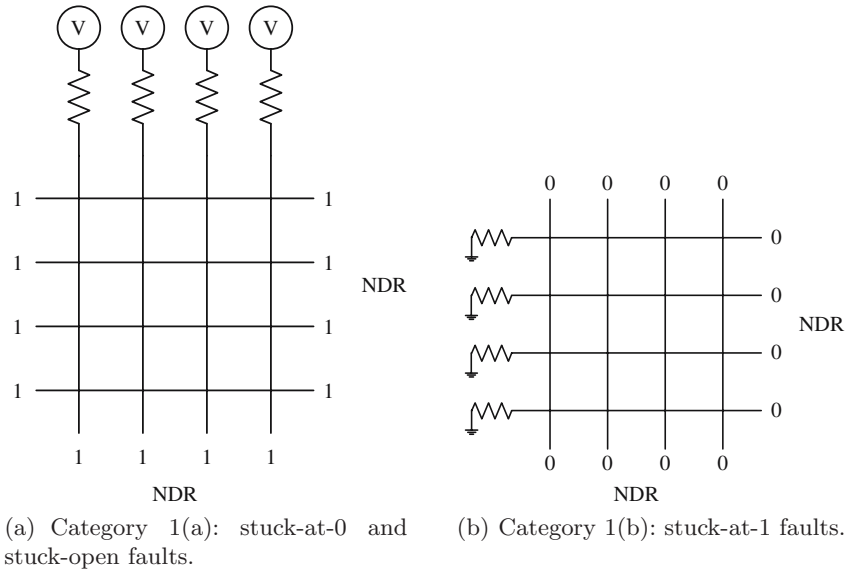 V V V V
1 1
1 1
NDR
1 1
1 1
1 1 1 1
NDR
(a) Category 1(a): stuck-at-0 and
stuck-open faults.
0 0 0 0
0
0
NDR
0
0
0 0 0 0
NDR
(b) Category 1(b): stuck-at-1 faults.